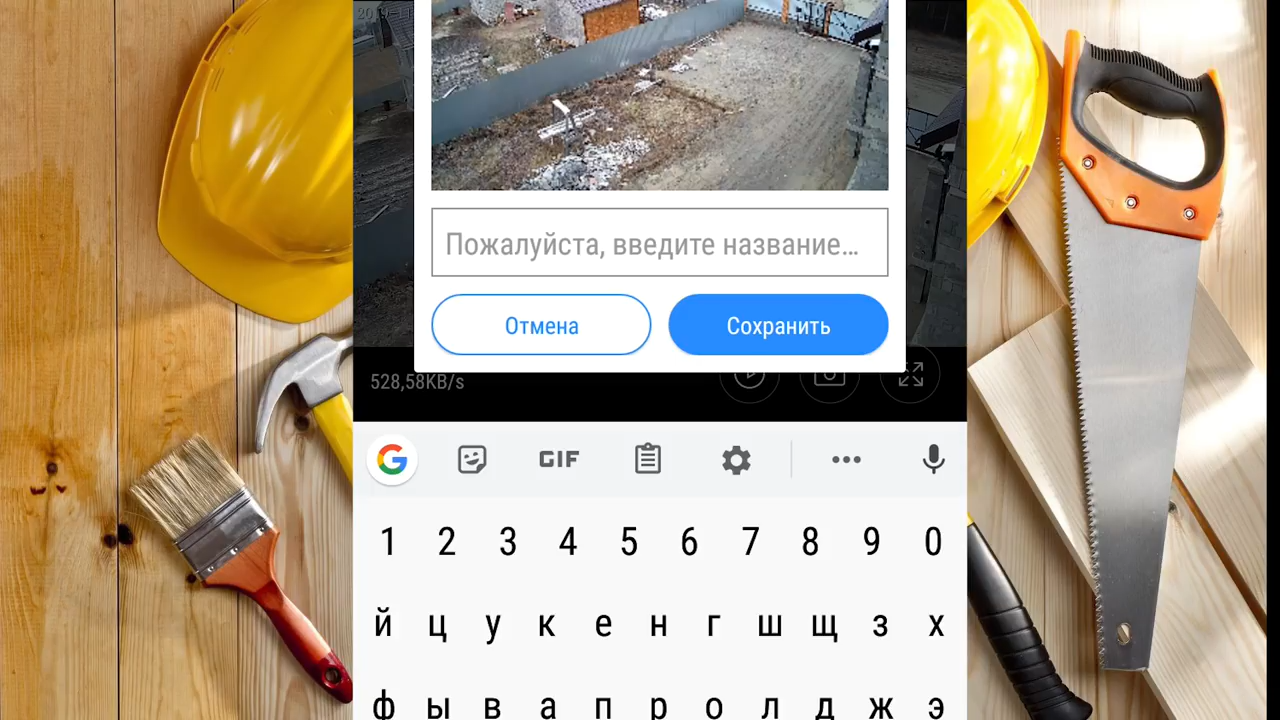 Пожалуйста, введите название…
Отмена
Сохранить
528,58KB/s
GIF
1 2 3 4 5 6 7 8 9 0
й ц у к е н г ш щ з х
ф ы в а п р о л д ж э